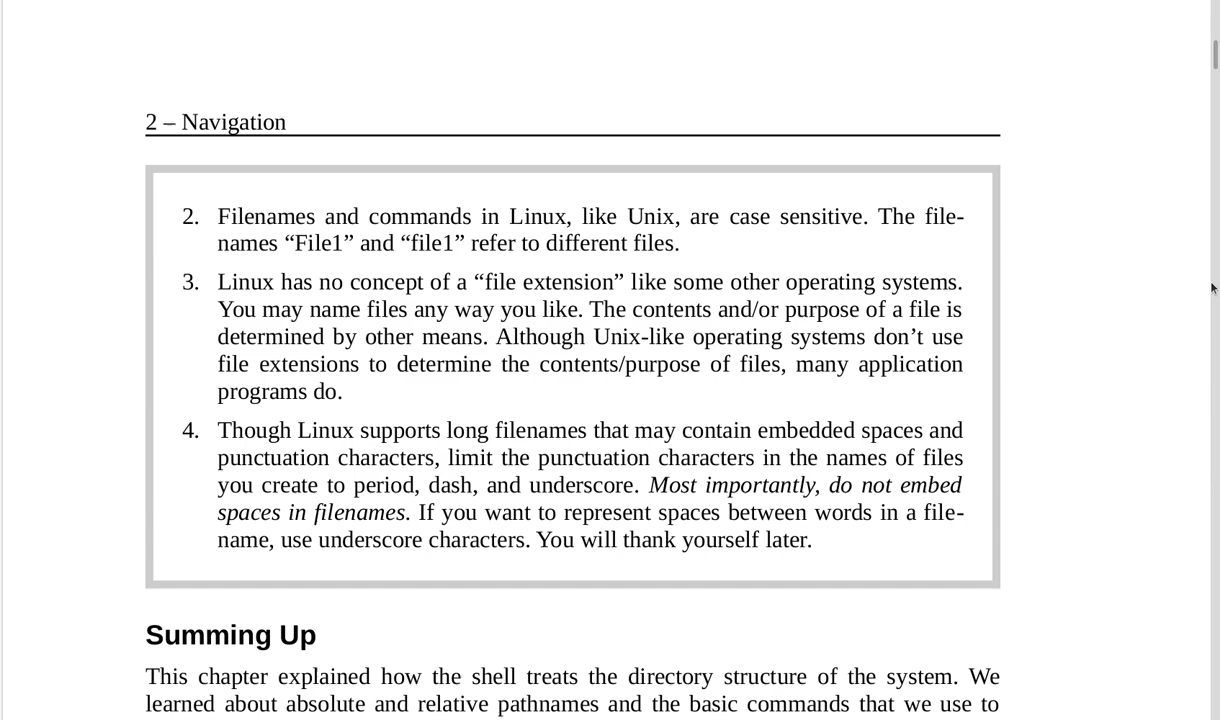 2 – Navigation
2. Filenames and commands in Linux, like Unix, are case sensitive. The file-
names “File1” and “file1” refer to different files.
3. Linux has no concept of a “file extension” like some other operating systems.
You may name files any way you like. The contents and/or purpose of a file is
determined by other means. Although Unix-like operating systems don’t use
file extensions to determine the contents/purpose of files, many application
programs do.
4. Though Linux supports long filenames that may contain embedded spaces and
punctuation characters, limit the punctuation characters in the names of files
you create to period, dash, and underscore. Most importantly, do not embed
spaces in filenames. If you want to represent spaces between words in a file-
name, use underscore characters. You will thank yourself later.
Summing Up
This chapter explained how the shell treats the directory structure of the system. We
learned about absolute and relative pathnames and the basic commands that we use to